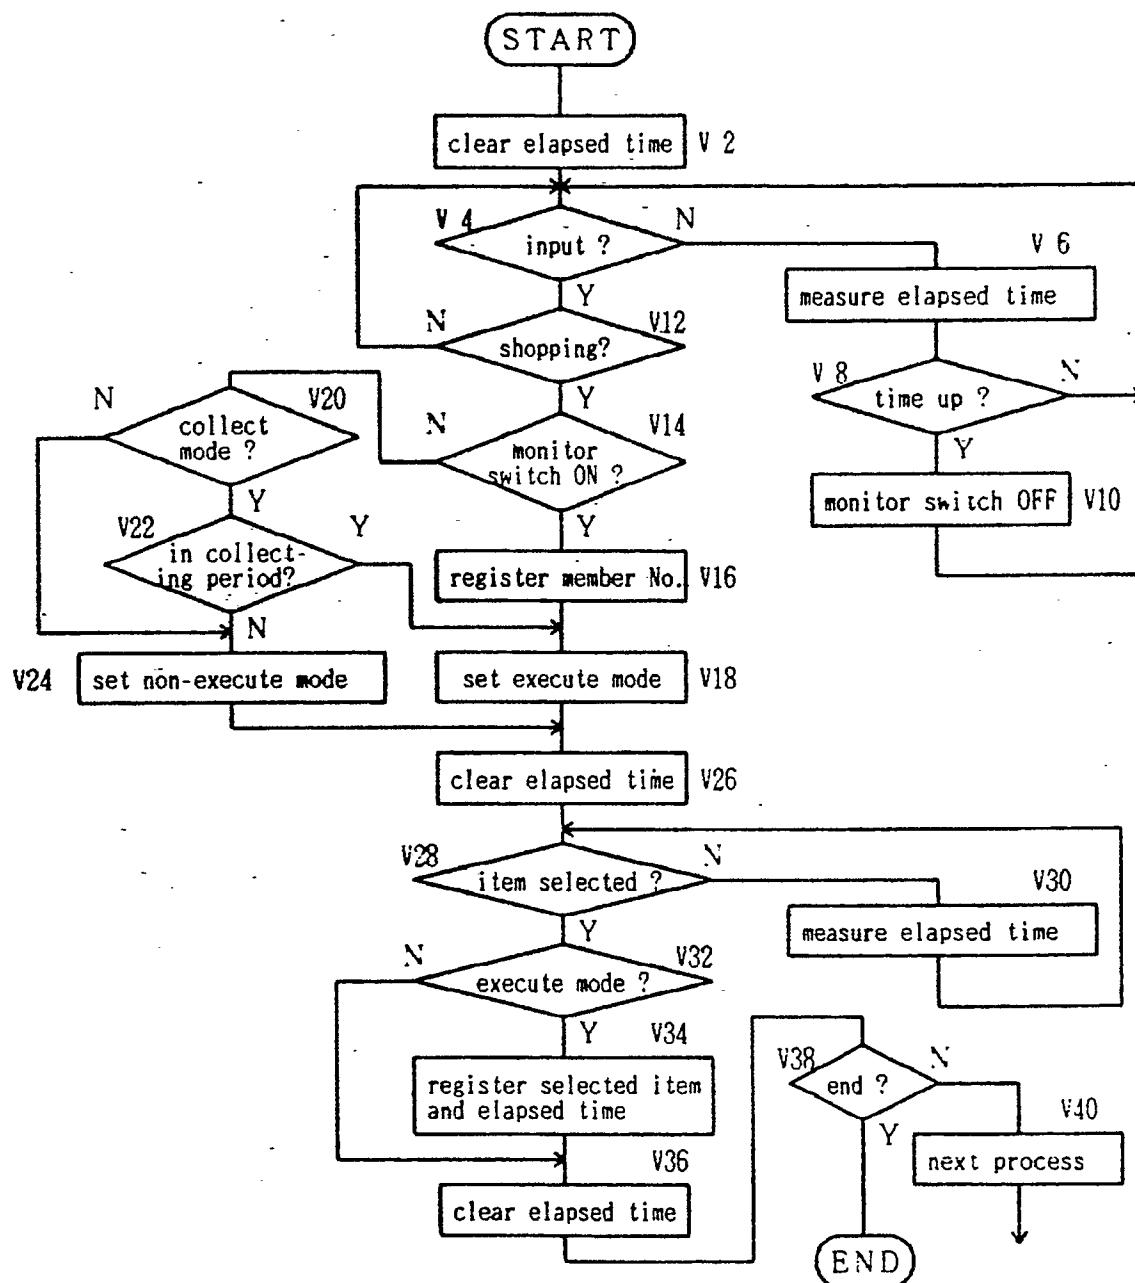 START
clear elapsed time
V 2
V 4
input ?
N
Y
V 6
measure elapsed time
N
shopping?
V12
Y
V 8
time up ?
N
Y
monitor switch OFF
V10
N
V20
collect
mode ?
Y
N
monitor
switch ON ?
V14
Y
V22
in collect-
ing period?
Y
N
register member No.
V16
V24
set non-execute mode
set execute mode
V18
clear elapsed time
V26
V28
item selected ?
N
Y
V30
measure elapsed time
N
execute mode ?
V32
Y
V34
register selected item
and elapsed time
V36
clear elapsed time
V38
end ?
N
Y
V40
next process
END